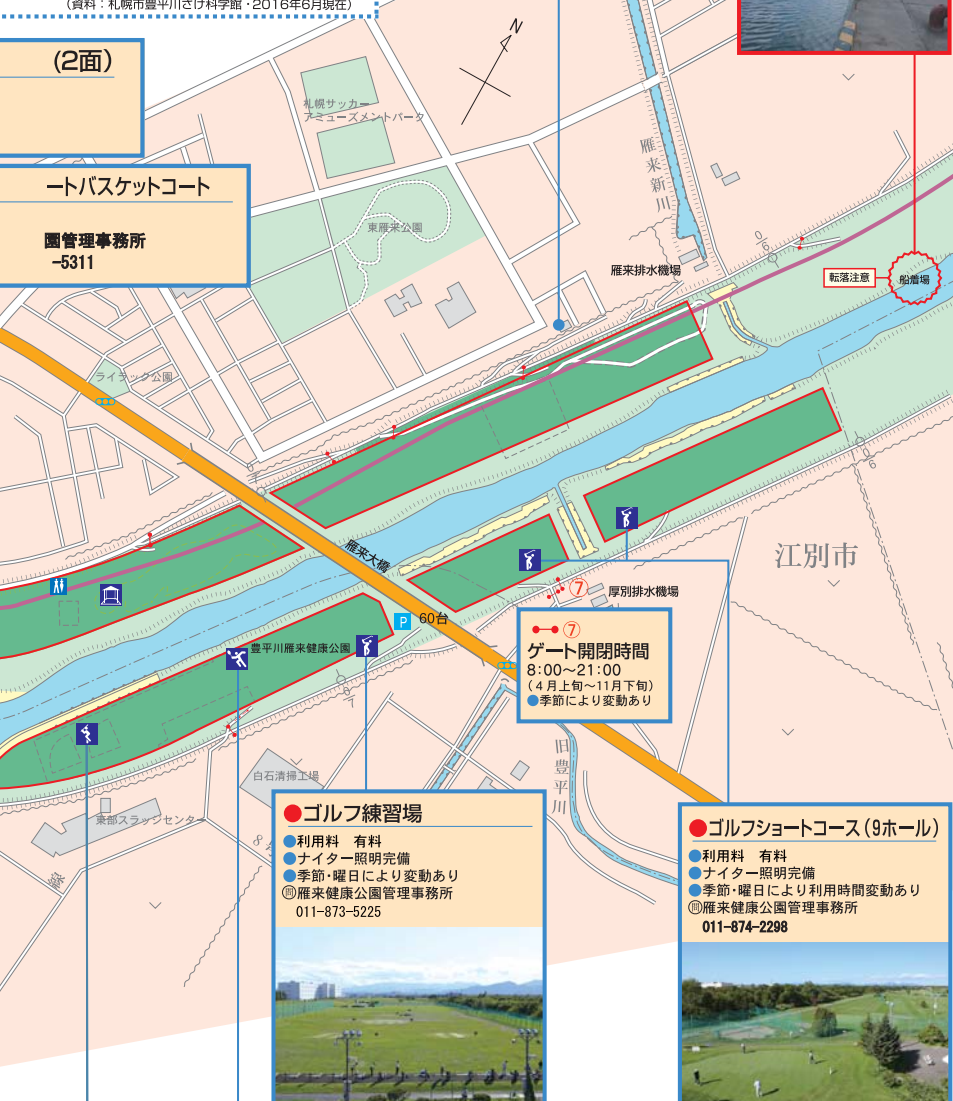 （資料：札幌市豊平川さけ科学館・2016年6月現在）
(2面)
ートバスケットコート
園管理事務所
-5311
N
札幌サッカー
アミューズメントパーク
東雁来公園
雁来新川
雁来排水機場
転落注意
船着場
ライラック公園
雁来大橋
江別市
⑦
厚別排水機場
P
60台
豊平川雁来健康公園
⑦
ゲート開閉時間
8:00～21:00
(４月上旬～11月下旬)
●季節により変動あり
旧豊平川
白石清掃工場
東部スラッジセンター
●ゴルフ練習場
●利用料　有料
●ナイター照明完備
●季節・曜日により変動あり
㉄雁来健康公園管理事務所
011-873-5225
●ゴルフショートコース（9ホール）
●利用料　有料
●ナイター照明完備
●季節・曜日により利用時間変動あり
㉄雁来健康公園管理事務所
011-874-2298